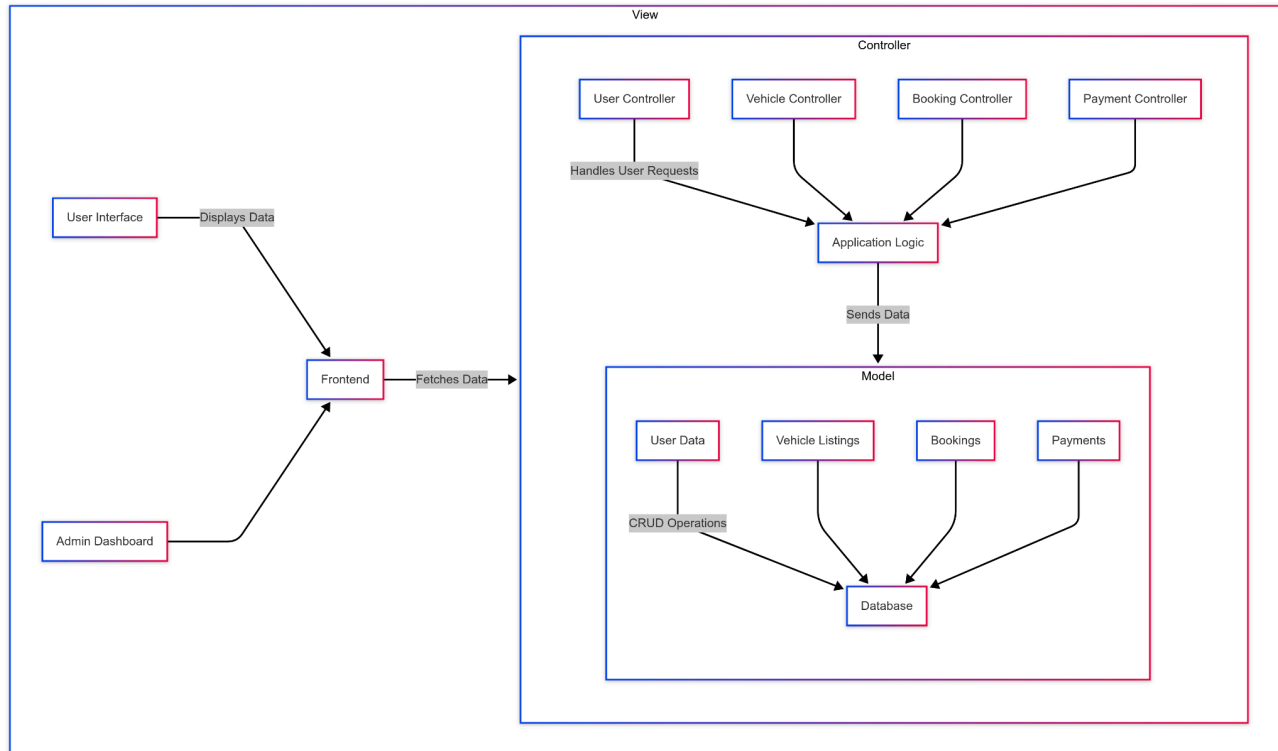 View
Controller
User Controller
Vehicle Controller
Booking Controller
Payment Controller
Handles User Requests
User Interface
Displays Data
Application Logic
Sends Data
Frontend
Fetches Data
Model
User Data
Vehicle Listings
Bookings
Payments
CRUD Operations
Admin Dashboard
Database